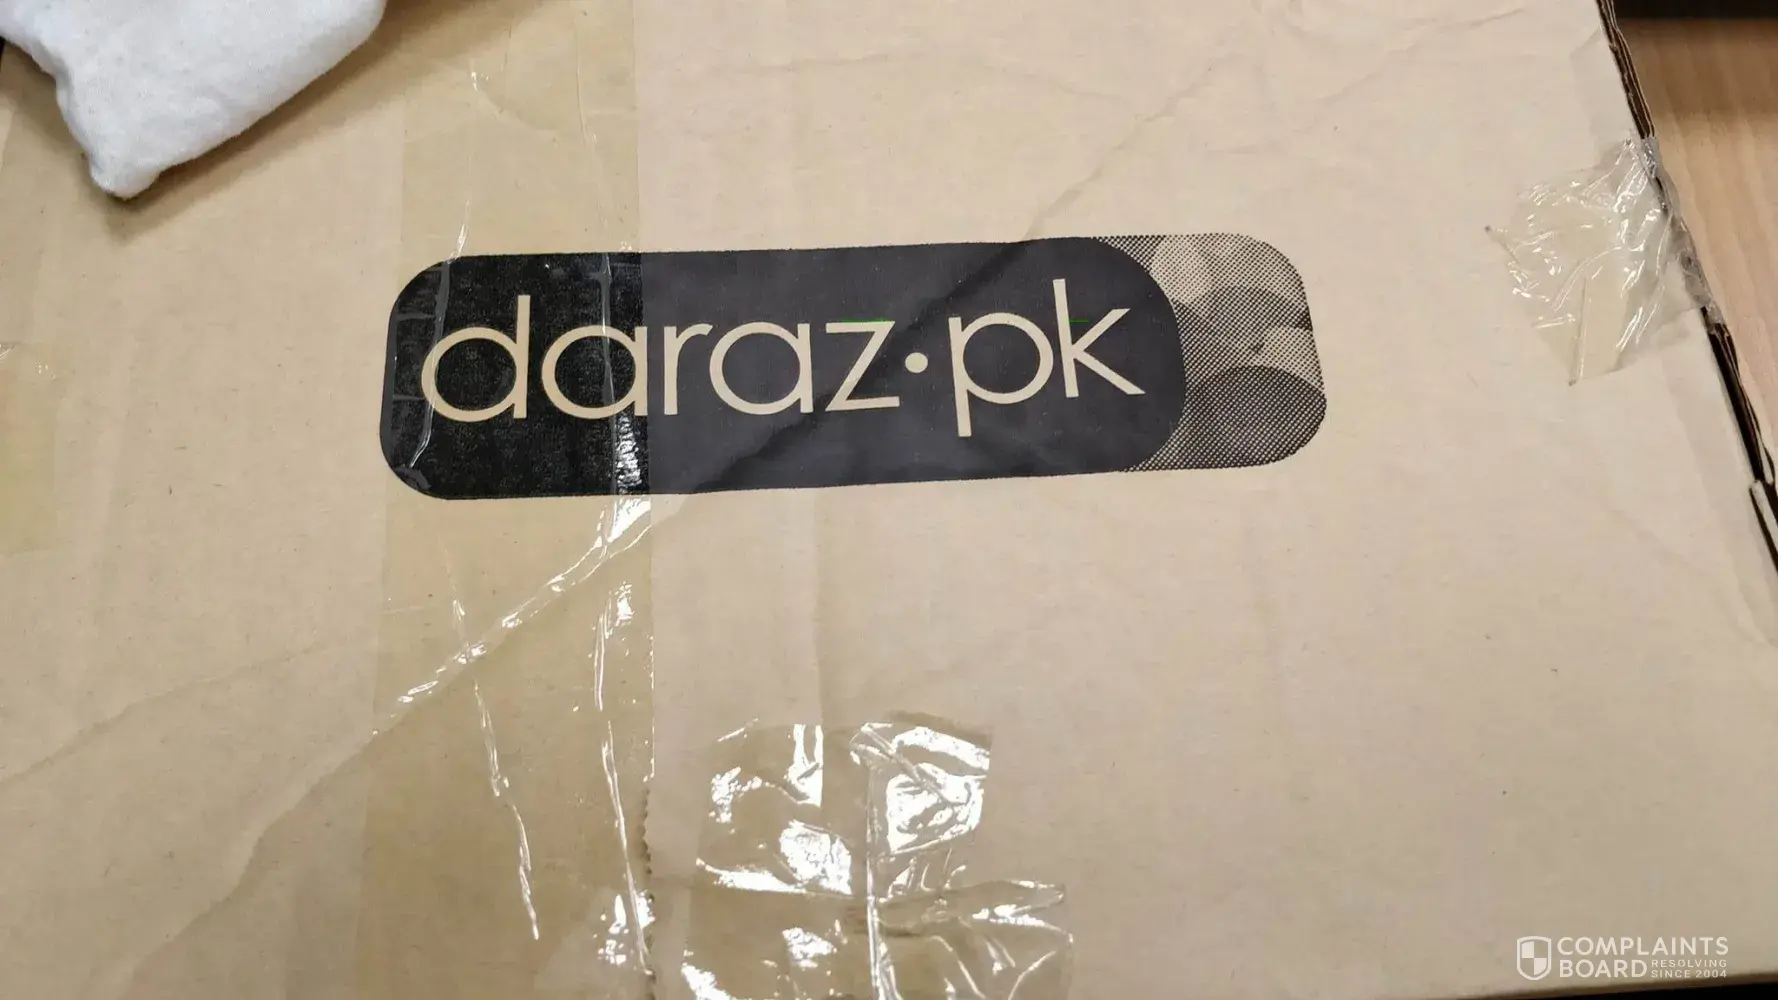 daraz·pk
COMPLAINTS
BOARD RESOLVING
SINCE 2004